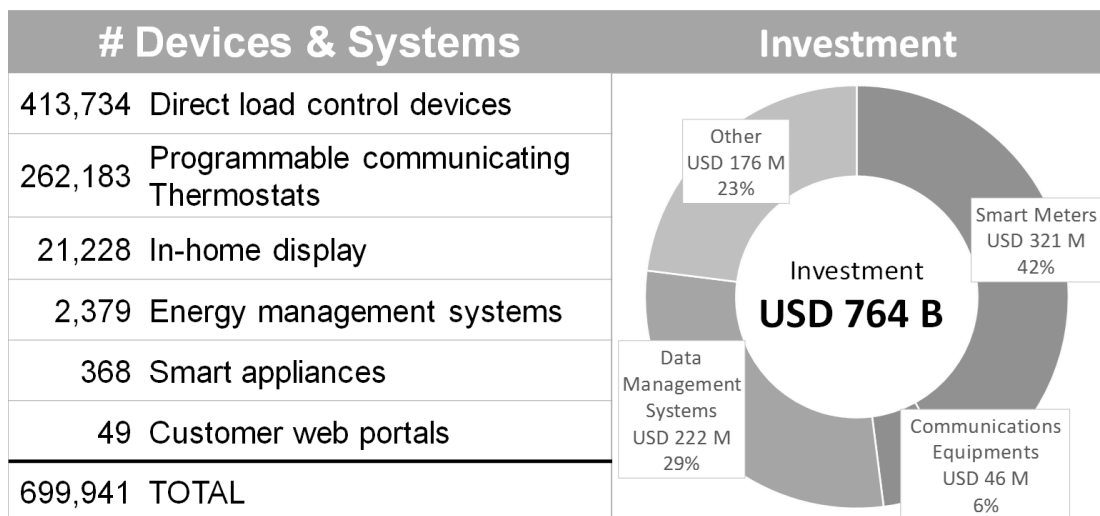 # Devices & Systems
413,734 Direct load control devices
262,183 Programmable communicating
Thermostats
21,228 In-home display
2,379 Energy management systems
368 Smart appliances
49 Customer web portals
699,941 TOTAL
Investment
Other
USD 176 M
23%
Smart Meters
USD 321 M
42%
Investment
USD 764 B
Data
Management
Systems
USD 222 M
29%
Communications
Equipments
USD 46 M
6%